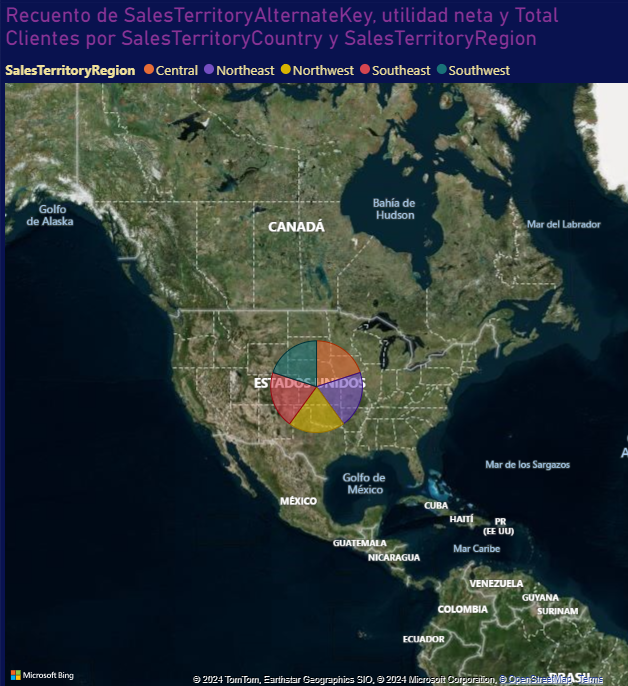 Recuento de SalesTerritoryAlternateKey, utilidad neta y Total
Clientes por SalesTerritoryCountry y SalesTerritoryRegion
SalesTerritoryRegion Central Northeast Northwest Southeast Southwest
Golfo
de Alaska
Bahía de
Hudson
Mar del Labrador
CANADÁ
ESTADOS UNIDOS
Golfo de
México
Mar de los Sargazos
A
MÉXICO
CUBA
HAITÍ
PR
(EE UU)
GUATEMALA
Mar Caribe
NICARAGUA
VENEZUELA
GUYANA
COLOMBIA
SURINAM
ECUADOR
BRASIL
Microsoft Bing
© 2024 TomTom, Earthstar Geographics SIO, © 2024 Microsoft Corporation, © OpenStreetMap Terms